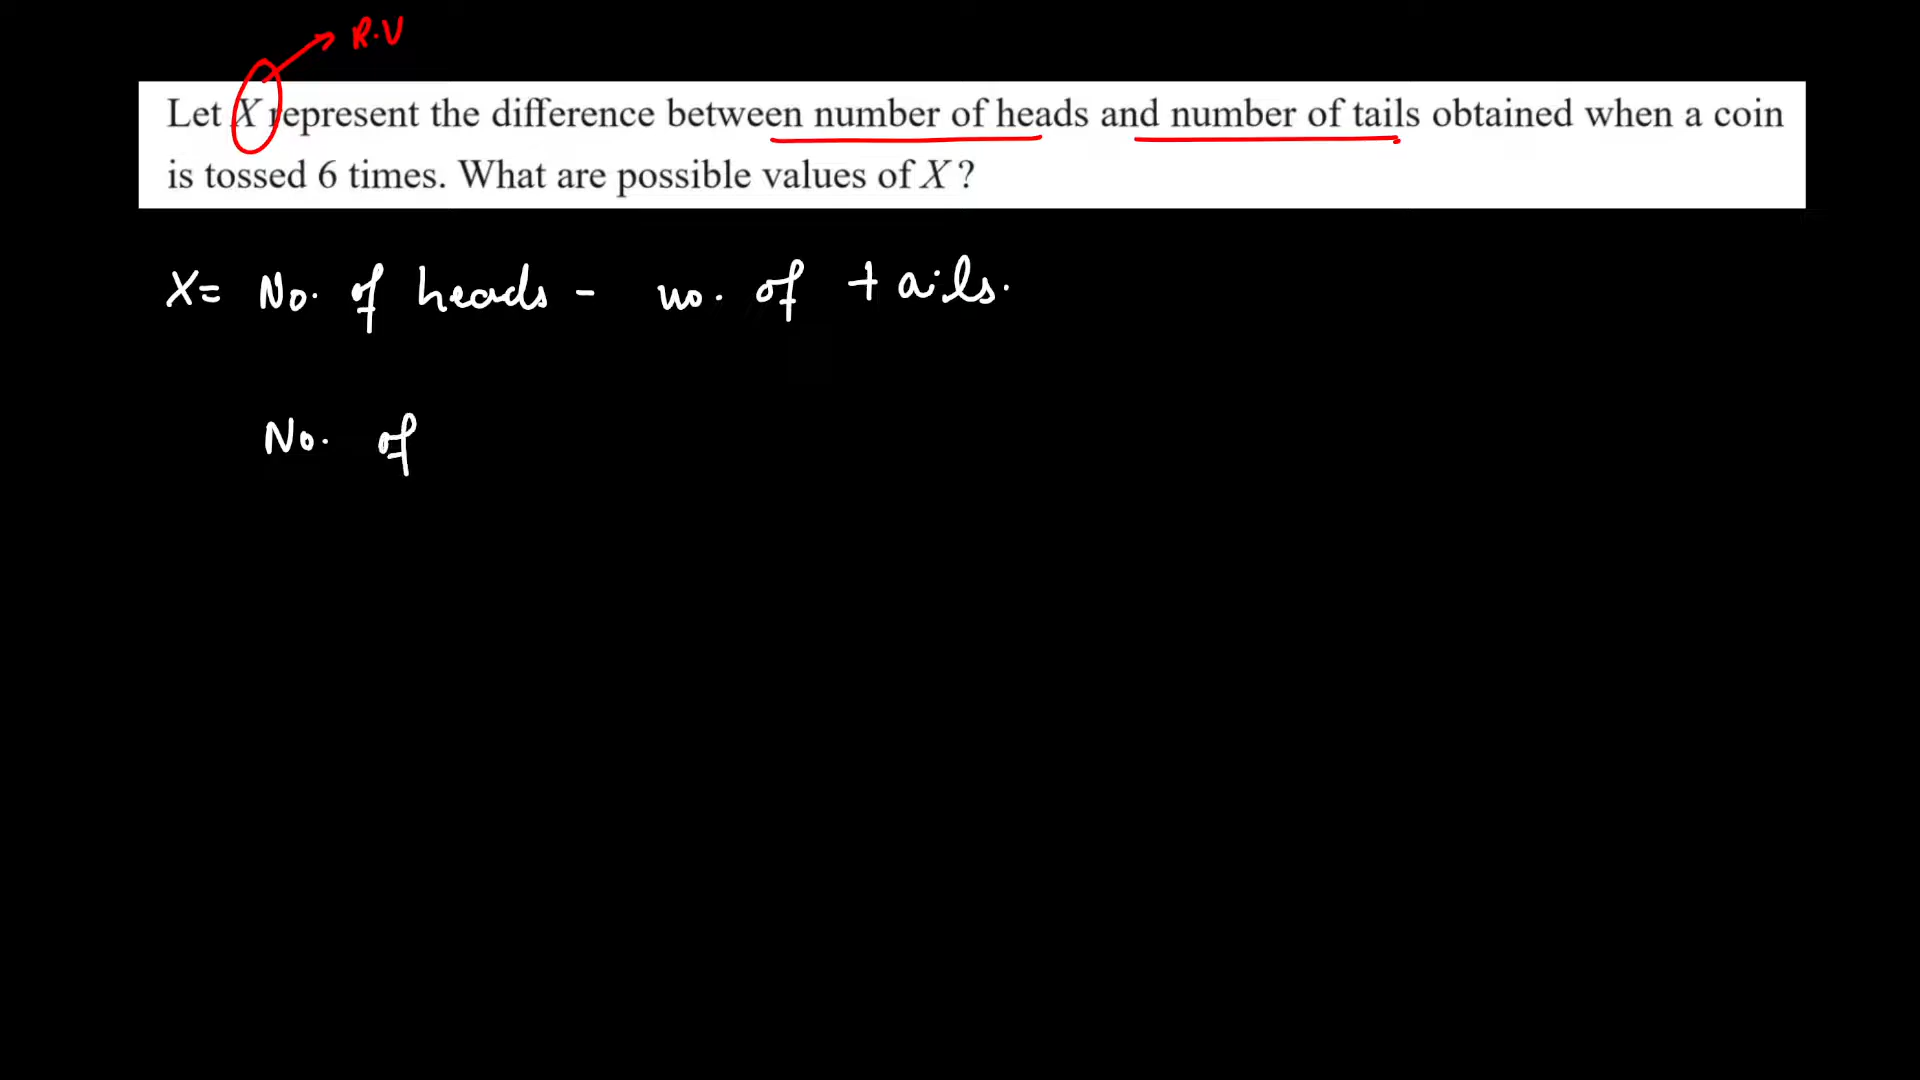 R.V
Let X represent the difference between number of heads and number of tails obtained when a coin
is tossed 6 times. What are possible values of X ?
X= No. of heads - no. of tails.
No. of